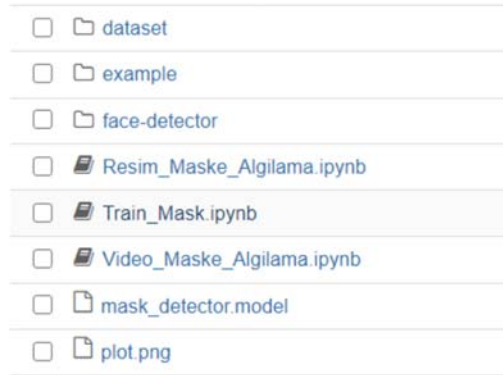 dataset
example
face-detector
Resim_Maske_Algilama.ipynb
Train_Mask.ipynb
Video_Maske_Algilama.ipynb
mask_detector.model
plot.png